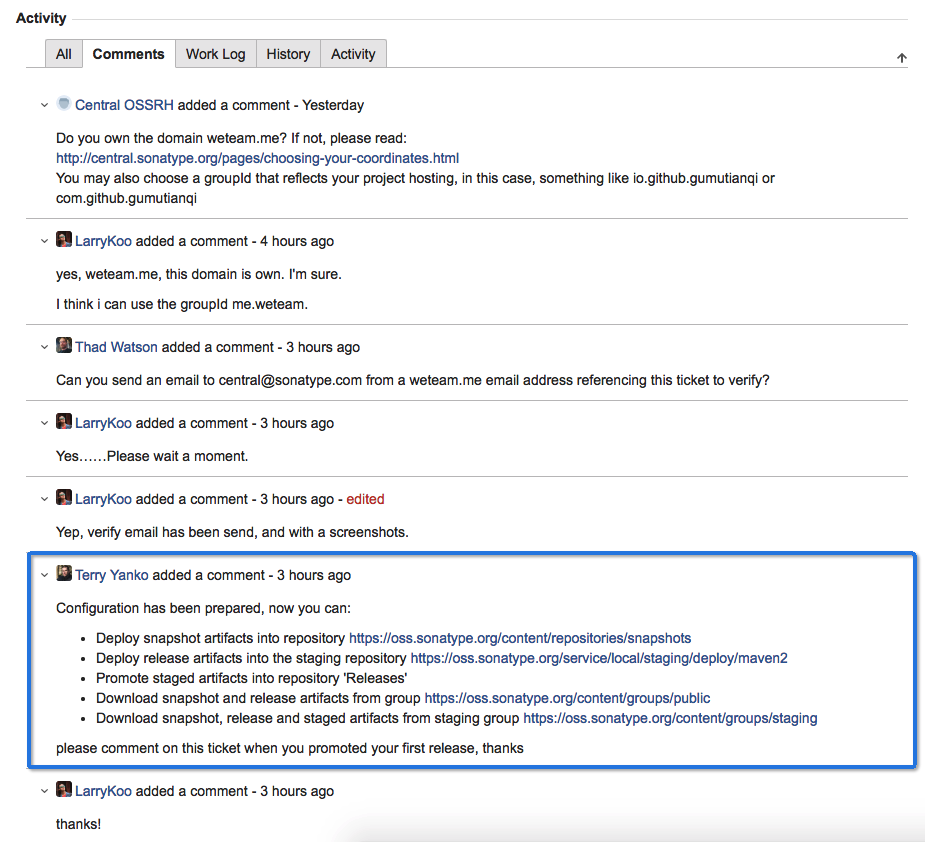 Activity
All Comments Work Log History Activity
Central OSSRH added a comment - Yesterday
Do you own the domain weteam.me? If not, please read:
http://central.sonatype.org/pages/choosing-your-coordinates.html
You may also choose a groupId that reflects your project hosting, in this case, something like io.github.gumutianqi or
com.github.gumutianqi
LarryKoo added a comment - 4 hours ago
yes, weteam.me, this domain is own. I'm sure.
I think i can use the groupId me.weteam.
Thad Watson added a comment - 3 hours ago
Can you send an email to central@sonatype.com from a weteam.me email address referencing this ticket to verify?
LarryKoo added a comment - 3 hours ago
Yes……Please wait a moment.
LarryKoo added a comment - 3 hours ago - edited
Yep, verify email has been send, and with a screenshots.
Terry Yanko added a comment - 3 hours ago
Configuration has been prepared, now you can:
• Deploy snapshot artifacts into repository https://oss.sonatype.org/content/repositories/snapshots
• Deploy release artifacts into the staging repository https://oss.sonatype.org/service/local/staging/deploy/maven2
• Promote staged artifacts into repository 'Releases'
• Download snapshot and release artifacts from group https://oss.sonatype.org/content/groups/public
• Download snapshot, release and staged artifacts from staging group https://oss.sonatype.org/content/groups/staging
please comment on this ticket when you promoted your first release, thanks
LarryKoo added a comment - 3 hours ago
thanks!